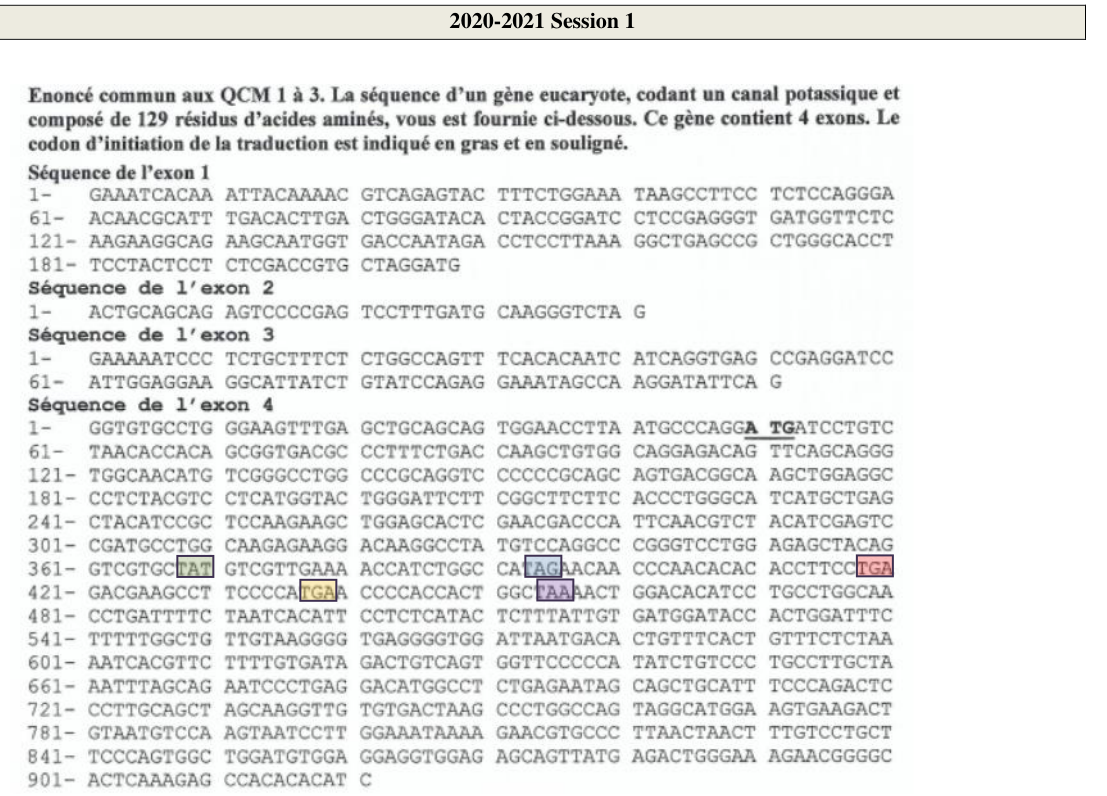 2020-2021 Session 1
Enoncé commun aux QCM 1 à 3. La séquence d'un gène eucaryote, codant un canal potassique et
composé de 129 résidus d'acides aminés, vous est fournie ci-dessous. Ce gène contient 4 exons. Le
codon d'initiation de la traduction est indiqué en gras et en souligné.
Séquence de l'exon 1
1- GAAATCACAA ATTACAAAAC GTCAGAGTAC TTTCTGGAAA TAAGCCTTCC TCTCCAGGGA
61- ACAACGCATT TGACACTTGA CTGGGATACA CTACCGGATC CTCCGAGGGT GATGGTTCTC
121- AAGAAGGCAG AAGCAATGGT GACCAATAGA CCTCCTTAAA GGCTGAGCCG CTGGGCACCT
181- TCCTACTCCT CTCGACCGTG CTAGGATG
Séquence de l'exon 2
1- ACTGCAGCAG AGTCCCCGAG TCCTTTGATG CAAGGGTCTA G
Séquence de l'exon 3
1- GAAAAATCCC TCTGCTTTCT CTGGCCAGTT TCACACAATC ATCAGGTGAG CCGAGGATCC
61- ATTGGAGGAA GGCATTATCT GTATCCAGAG GAAATAGCCA AGGATATTCA G
Séquence de l'exon 4
1- GGTGTGCCTG GGAAGTTTGA GCTGCAGCAG TGGAACCTTA ATGCCCAGGA TGATCCTGTC
61- TAACACCACA GCGGTGACGC CCTTTCTGAC CAAGCTGTGG CAGGAGACAG TTCAGCAGGG
121- TGGCAACATG TCGGGCCTGG CCCGCAGGTC CCCCCGCAGC AGTGACGGCA AGCTGGAGGC
181- CCTCTACGTC CTCATGGTAC TGGGATTCTT CGGCTTCTTC ACCCTGGGCA TCATGCTGAG
241- CTACATCCGC TCCAAGAAGC TGGAGCACTC GAACGACCCA TTCAACGTCT ACATCGAGTC
301- CGATGCCTGG CAAGAGAAGG ACAAGGCCTA TGTCCAGGCC CGGGTCCTGG AGAGCTACAG
361- GTCGTGCTAT GTCGTTGAAA ACCATCTGGC CATAGAACAA CCCAACACAC ACCTTCCTGA
421- GACGAAGCCT TCCCCATGAA CCCCACCACT GGCTAAAACT GGACACATCC TGCCTGGCAA
481- CCTGATTTTC TAATCACATT CCTCTCATAC TCTTTATTGT GATGGATACC ACTGGATTTC
541- TTTTTGGCTG TTGTAAGGGG TGAGGGGTGG ATTAATGACA CTGTTTCACT GTTTCTCTAA
601- AATCACGTTC TTTTGTGATA GACTGTCAGT GGTTCCCCCA TATCTGTCCC TGCCTTGCTA
661- AATTTAGCAG AATCCCTGAG GACATGGCCT CTGAGAATAG CAGCTGCATT TCCCAGACTC
721- CCTTGCAGCT AGCAAGGTTG TGTGACTAAG CCCTGGCCAG TAGGCATGGA AGTGAAGACT
781- GTAATGTCCA AGTAATCCTT GGAAATAAAA GAACGTGCCC TTAACTAACT TTGTCCTGCT
841- TCCCAGTGGC TGGATGTGGA GGAGGTGGAG AGCAGTTATG AGACTGGGAA AGAACGGGGC
901- ACTCAAAGAG CCACACACAT C